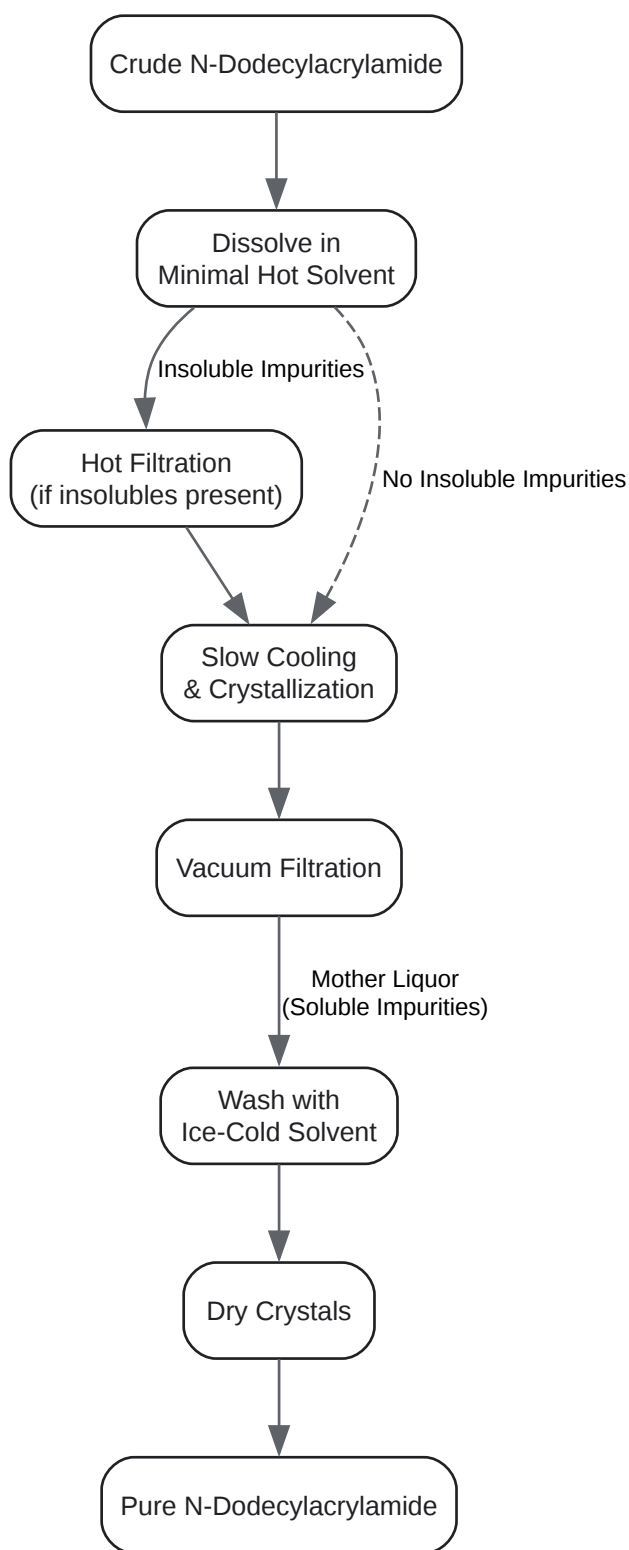 Crude N-Dodecylacrylamide
Dissolve in
Minimal Hot Solvent
Insoluble Impurities
Hot Filtration
(if insolubles present)
No Insoluble Impurities
Slow Cooling
& Crystallization
Vacuum Filtration
Mother Liquor
(Soluble Impurities)
Wash with
Ice-Cold Solvent
Dry Crystals
Pure N-Dodecylacrylamide